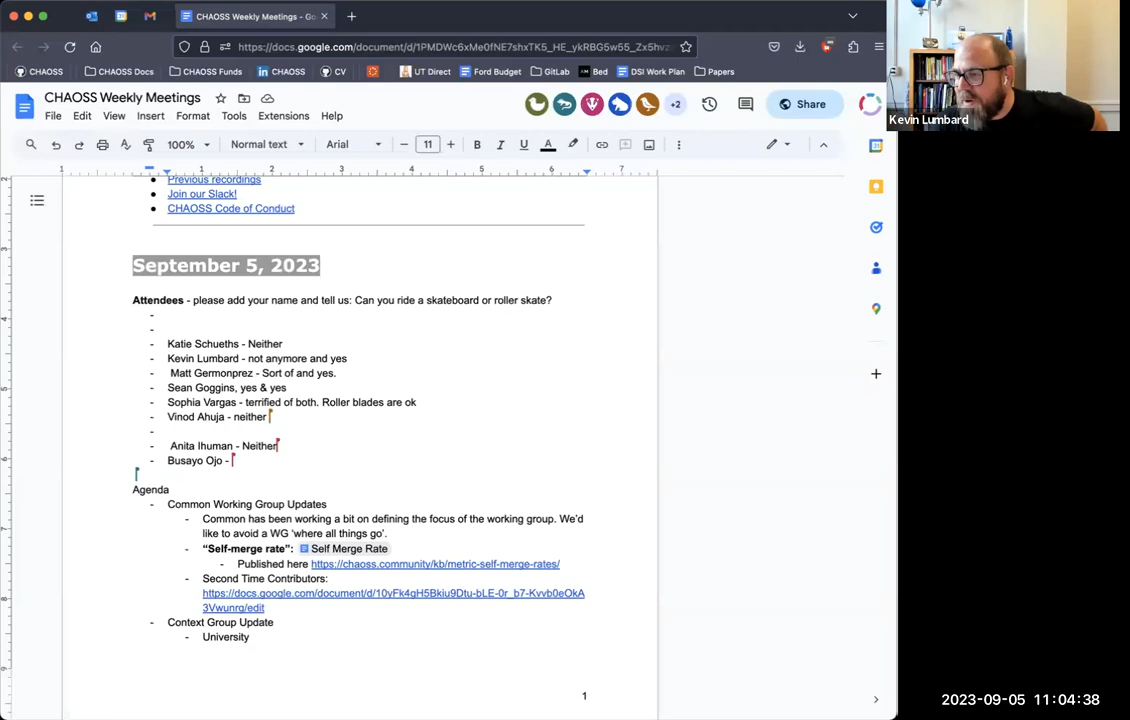 CHAOSS Weekly Meetings - Go
https://docs.google.com/document/d/1PMDWc6xMe0fNE7shxTK5_HE_ykRBG5w55_Zx5hvz
CHAOSS
CHAOSS Docs
CHAOSS Funds
CHAOSS
CV
UT Direct
Ford Budget
GitLab
Bed
DSI Work Plan
Papers
CHAOSS Weekly Meetings
File Edit View Insert Format Tools Extensions Help
+2
Share
Kevin Lumbard
100% Normal text Arial 11 B I U A
1 1 2 3 4 5 6 7
Previous recordings
Join our Slack!
CHAOSS Code of Conduct
September 5, 2023
Attendees - please add your name and tell us: Can you ride a skateboard or roller skate?
-
-
- Katie Schueths - Neither
- Kevin Lumbard - not anymore and yes
- Matt Germonprez - Sort of and yes.
- Sean Goggins, yes & yes
- Sophia Vargas - terrified of both. Roller blades are ok
- Vinod Ahuja - neither
-
- Anita Ihuman - Neither
- Busayo Ojo -
Agenda
- Common Working Group Updates
- Common has been working a bit on defining the focus of the working group. We'd
like to avoid a WG ‘where all things go’.
- “Self-merge rate”: Self Merge Rate
- Published here https://chaoss.community/kb/metric-self-merge-rates/
- Second Time Contributors:
https://docs.google.com/document/d/10yFk4gH5Bkiu9Dtu-bLE-0r_b7-Kvvb0eOkA
3Vwunrg/edit
- Context Group Update
- University
1
2023-09-05 11:04:38